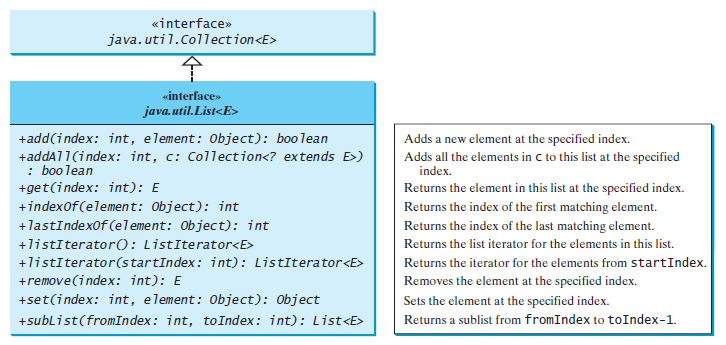 «interface»
java.util.Collection<E>
«interface»
java.util.List<E>
+add(index: int, element: Object): boolean
+addAll(index: int, c: Collection<? extends E>)
: boolean
+get(index: int): E
+indexOf(element: Object): int
+lastIndexOf(element: Object): int
+listIterator(): ListIterator<E>
+listIterator(startIndex: int): ListIterator<E>
+remove(index: int): E
+set(index: int, element: Object): Object
+subList(fromIndex: int, toIndex: int): List<E>
Adds a new element at the specified index.
Adds all the elements in c to this list at the specified
index.
Returns the element in this list at the specified index.
Returns the index of the first matching element.
Returns the index of the last matching element.
Returns the list iterator for the elements in this list.
Returns the iterator for the elements from startIndex.
Removes the element at the specified index.
Sets the element at the specified index.
Returns a sublist from fromIndex to toIndex-1.